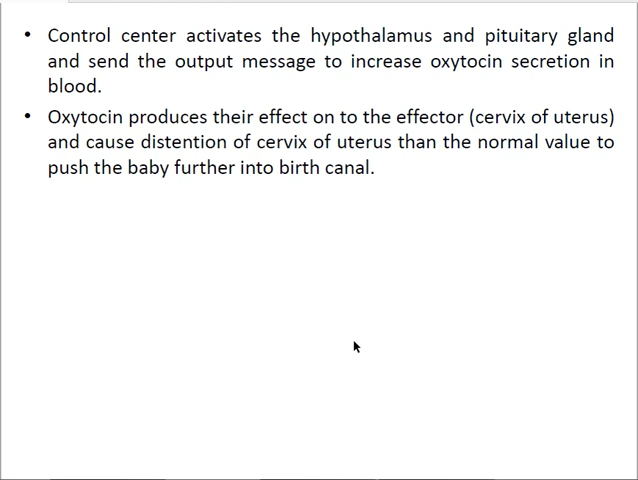 • Control center activates the hypothalamus and pituitary gland
and send the output message to increase oxytocin secretion in
blood.
• Oxytocin produces their effect on to the effector (cervix of uterus)
and cause distention of cervix of uterus than the normal value to
push the baby further into birth canal.